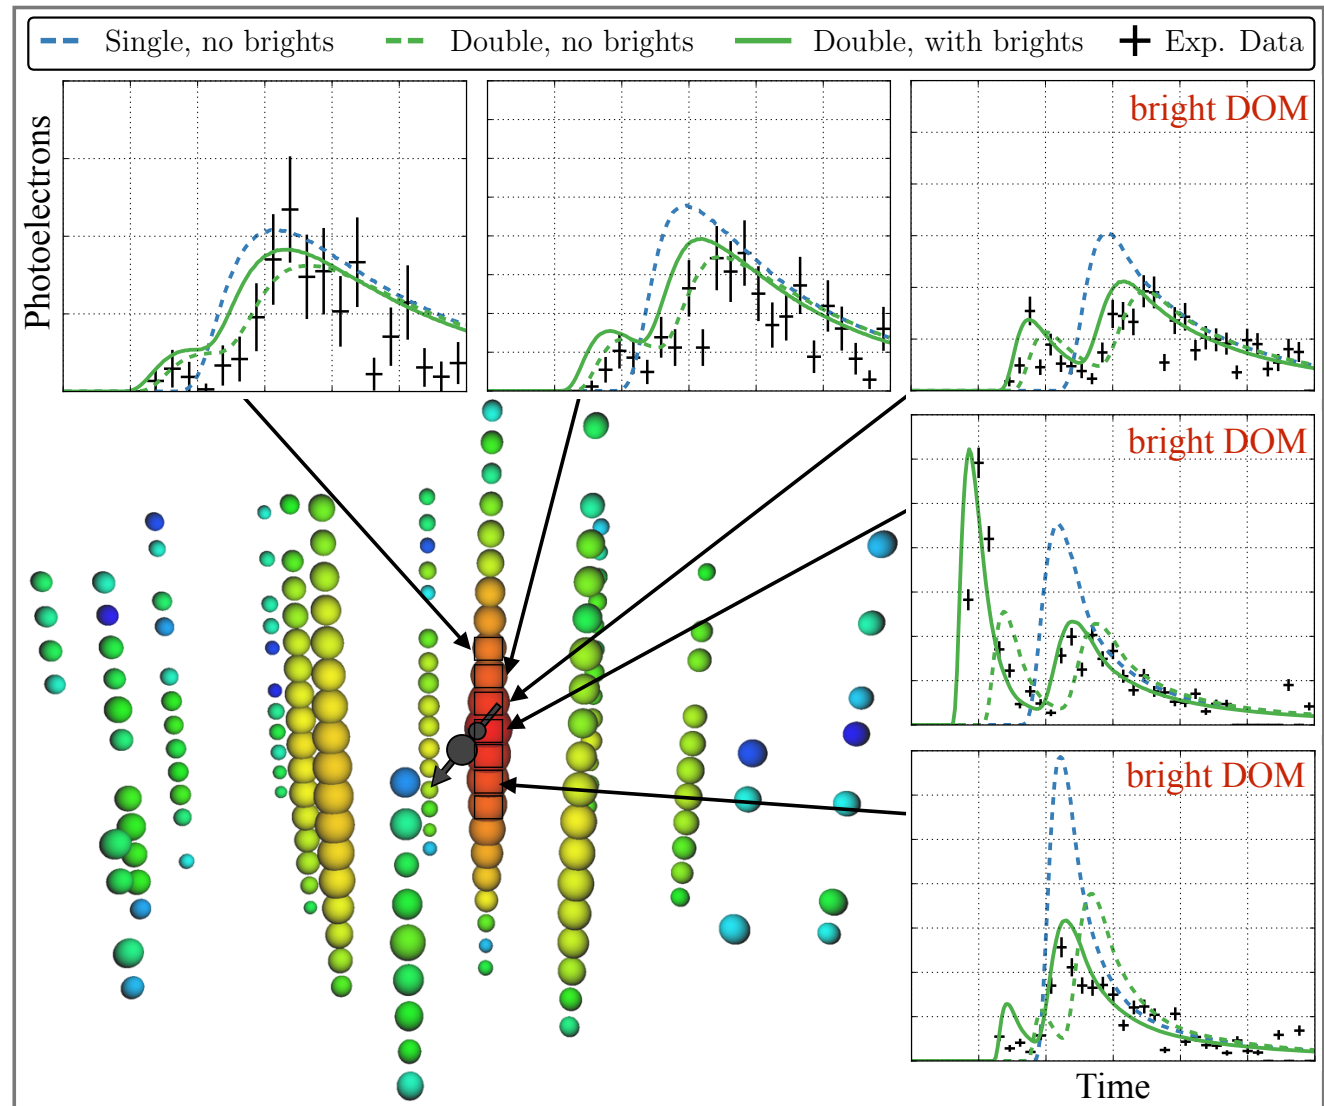 Single, no brights
Double, no brights
Double, with brights
Exp. Data
Photoelectrons
bright DOM
bright DOM
bright DOM
Time